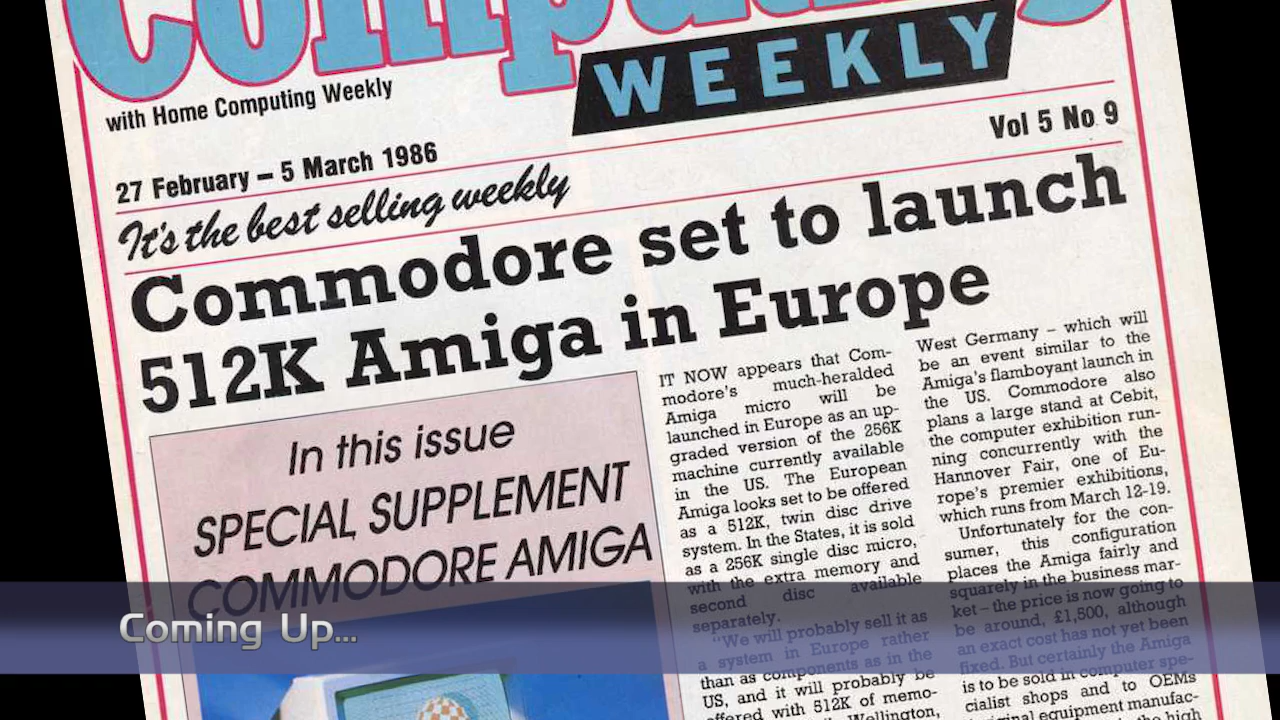 Computing
WEEKLY
with Home Computing Weekly
27 February – 5 March 1986
Vol 5 No 9
It's the best selling weekly
Commodore set to launch
512K Amiga in Europe
In this issue
SPECIAL SUPPLEMENT
COMMODORE AMIGA
IT NOW appears that Com-
modore's much-heralded
Amiga micro will be
launched in Europe as an up-
graded version of the 256K
machine currently available
in the US. The European
Amiga looks set to be offered
as a 512K, twin disc drive
system. In the States, it is sold
as a 256K single disc micro,
with the extra memory and
second disc available
separately.
"We will probably sell it as
a system in Europe rather
than as components as in the
US, and it will probably be
offered with 512K of memo-
Wellington,
West Germany – which will
be an event similar to the
Amiga's flamboyant launch in
the US. Commodore also
plans a large stand at Cebit,
the computer exhibition run-
ning concurrently with the
Hannover Fair, one of Eu-
rope's premier exhibitions,
which runs from March 12-19.
Unfortunately for the con-
sumer, this configuration
places the Amiga fairly and
squarely in the business mar-
ket – the price is now going to
be around, £1,500, although
an exact cost has not yet been
fixed. But certainly the Amiga
is to be sold in computer spe-
cialist shops and to OEMs
equipment manufac-
the high
Coming Up...